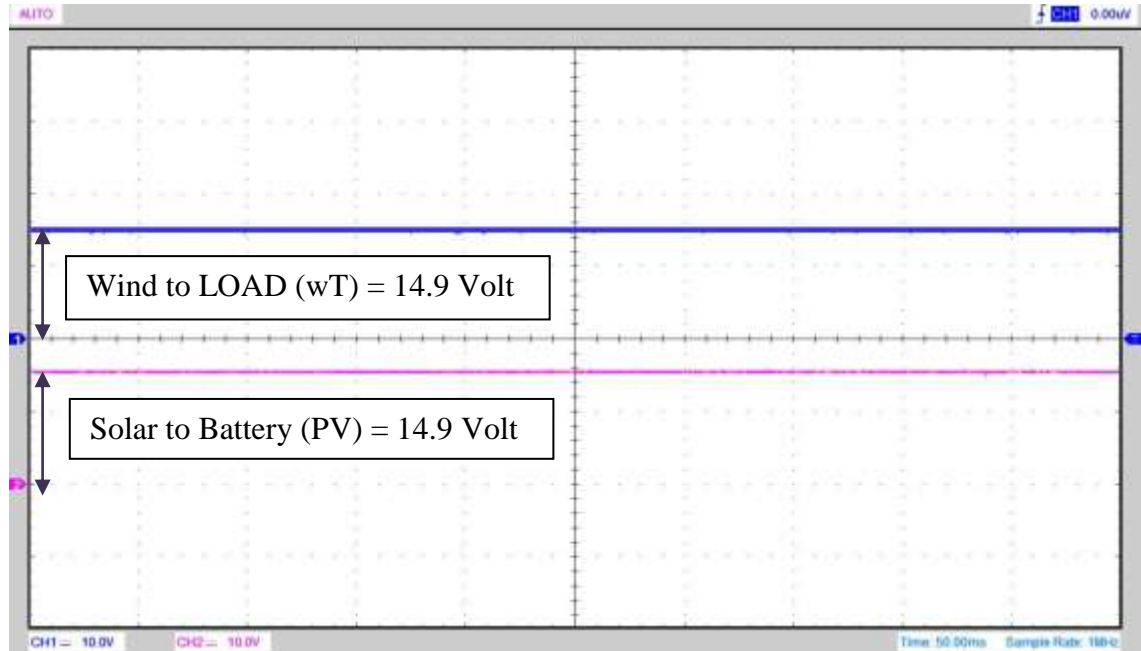 AUTO
CH1 0.00uV
Wind to LOAD (wT) = 14.9 Volt
Solar to Battery (PV) = 14.9 Volt
CH1 10.0V CH2 10.0V Time: 50.00ms Sample Rate: 1MHz